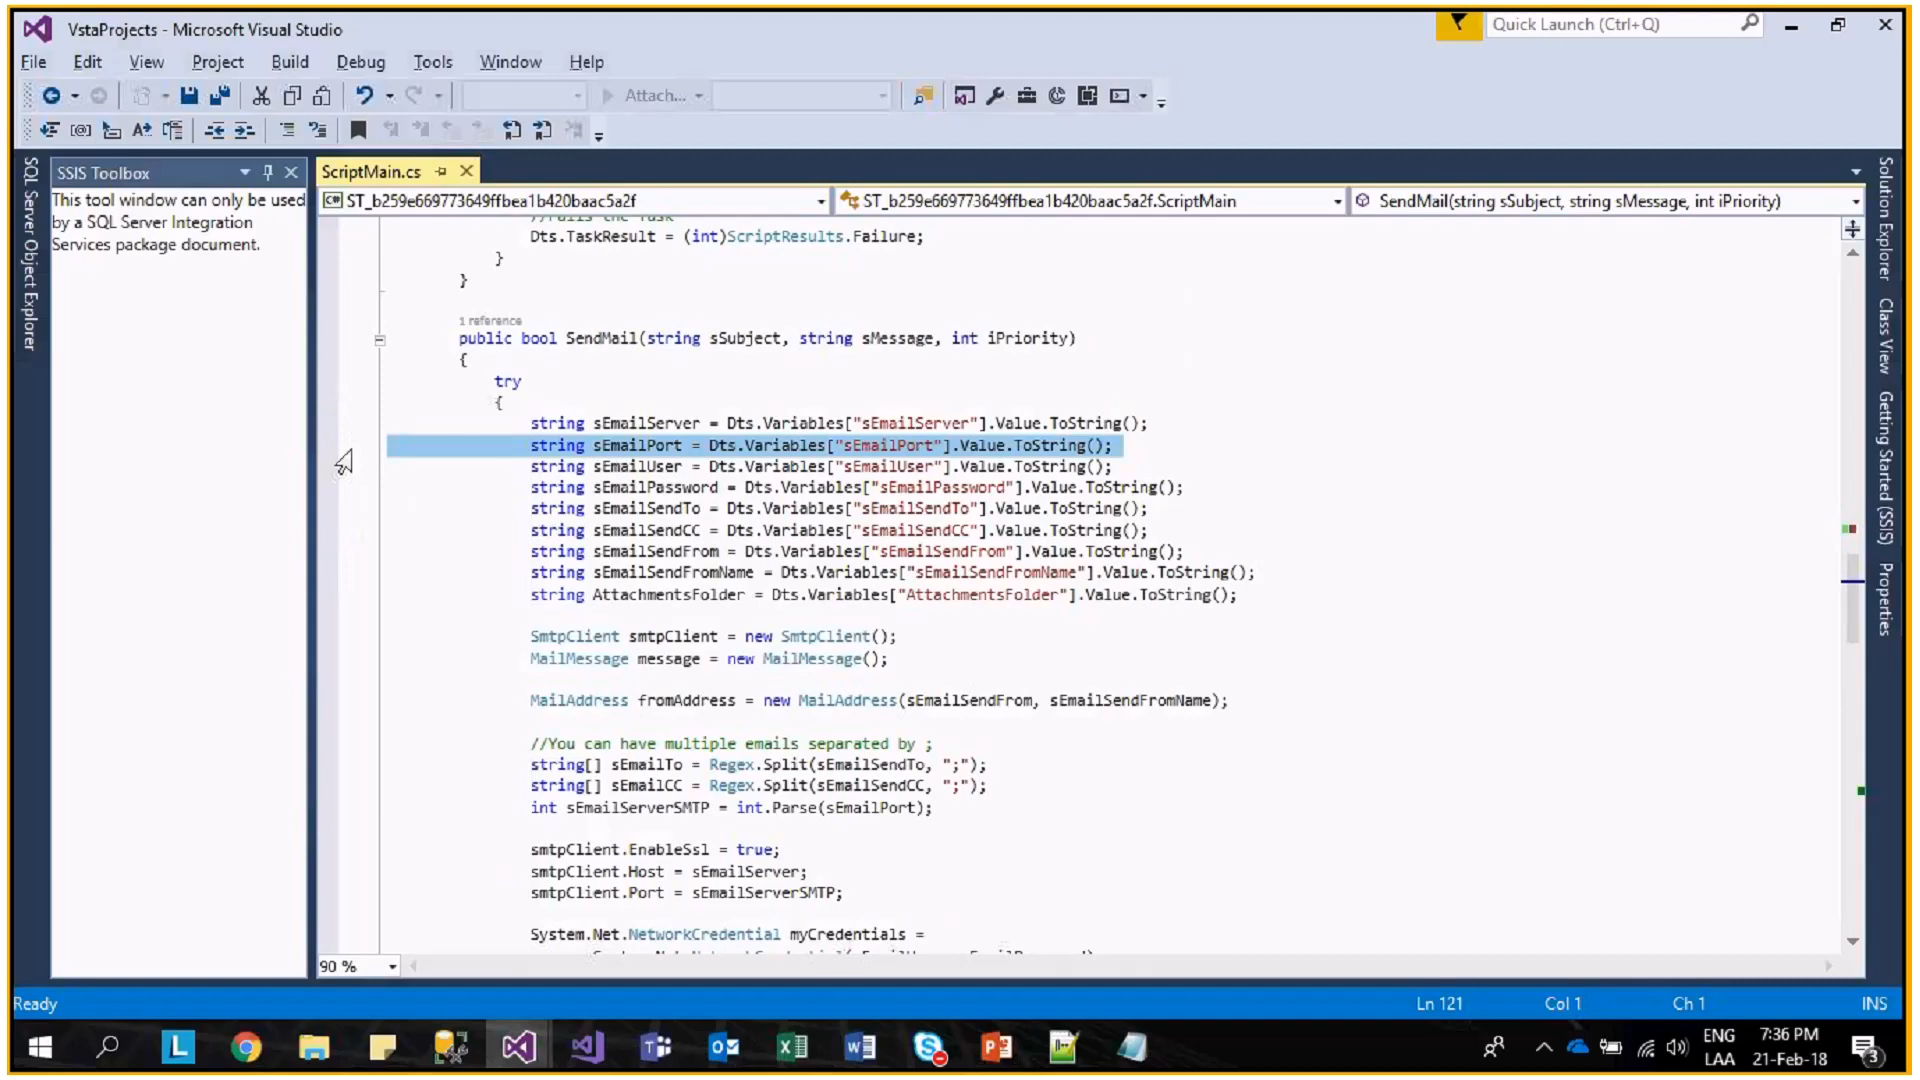 VstaProjects - Microsoft Visual Studio
Quick Launch (Ctrl+Q)
File Edit View Project Build Debug Tools Window Help
Attach...
SQL Server Object Explorer
SSIS Toolbox
This tool window can only be used
by a SQL Server Integration
Services package document.
ScriptMain.cs
ST_b259e669773649ffbea1b420baac5a2f
ST_b259e669773649ffbea1b420baac5a2f.ScriptMain
SendMail(string sSubject, string sMessage, int iPriority)
//Fails the Task
Dts.TaskResult = (int)ScriptResults.Failure;
}
}
1 reference
public bool SendMail(string sSubject, string sMessage, int iPriority)
{
try
{
string sEmailServer = Dts.Variables["sEmailServer"].Value.ToString();
string sEmailPort = Dts.Variables["sEmailPort"].Value.ToString();
string sEmailUser = Dts.Variables["sEmailUser"].Value.ToString();
string sEmailPassword = Dts.Variables["sEmailPassword"].Value.ToString();
string sEmailSendTo = Dts.Variables["sEmailSendTo"].Value.ToString();
string sEmailSendCC = Dts.Variables["sEmailSendCC"].Value.ToString();
string sEmailSendFrom = Dts.Variables["sEmailSendFrom"].Value.ToString();
string sEmailSendFromName = Dts.Variables["sEmailSendFromName"].Value.ToString();
string AttachmentsFolder = Dts.Variables["AttachmentsFolder"].Value.ToString();
SmtpClient smtpClient = new SmtpClient();
MailMessage message = new MailMessage();
MailAddress fromAddress = new MailAddress(sEmailSendFrom, sEmailSendFromName);
//You can have multiple emails separated by ;
string[] sEmailTo = Regex.Split(sEmailSendTo, ";");
string[] sEmailCC = Regex.Split(sEmailSendCC, ";");
int sEmailServerSMTP = int.Parse(sEmailPort);
smtpClient.EnableSsl = true;
smtpClient.Host = sEmailServer;
smtpClient.Port = sEmailServerSMTP;
System.Net.NetworkCredential myCredentials =
Solution Explorer
Class View
Getting Started (SSIS)
Properties
90 %
Ready
Ln 121
Col 1
Ch 1
INS
ENG
LAA
7:36 PM
21-Feb-18
3